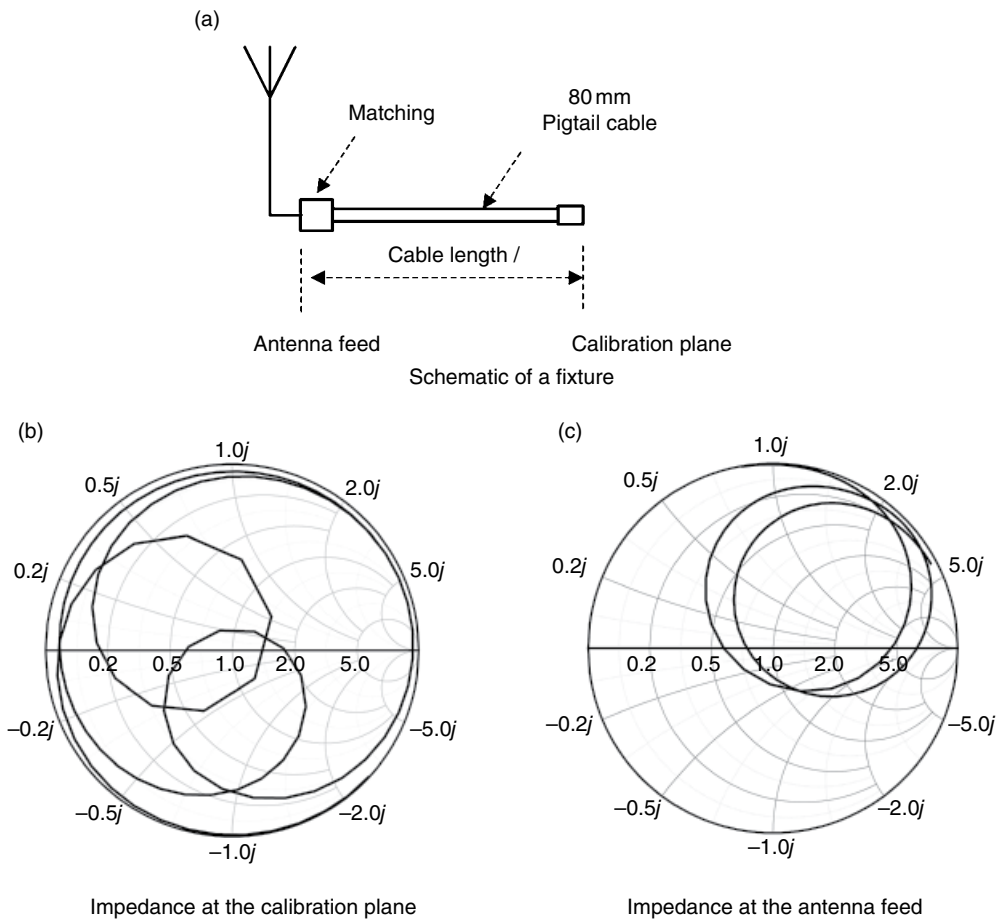 (a)
Matching
80 mm
Pigtail cable
Cable length /
Antenna feed
Calibration plane
Schematic of a fixture
(b)
1.0j
0.5j
2.0j
0.2j
5.0j
0.2
0.5
1.0
2.0
5.0
−0.2j
−5.0j
−0.5j
−2.0j
−1.0j
Impedance at the calibration plane
(c)
1.0j
0.5j
2.0j
0.2j
5.0j
0.2
0.5
1.0
2.0
5.0
−0.2j
−5.0j
−0.5j
−2.0j
−1.0j
Impedance at the antenna feed